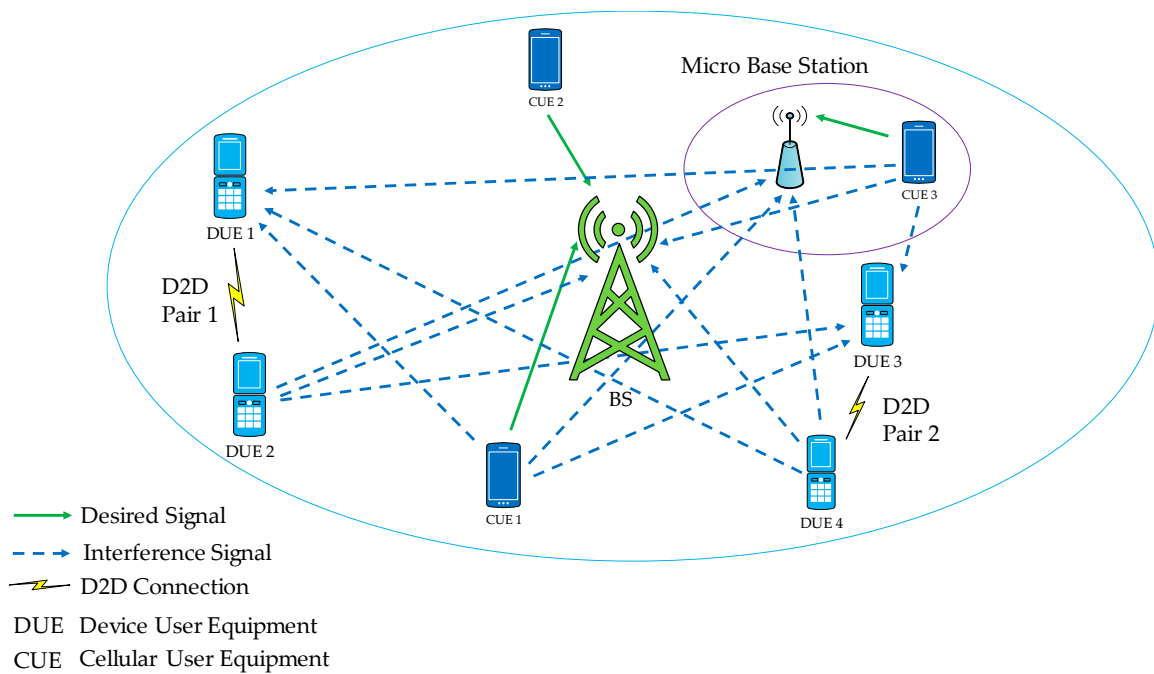 CUE 2
Micro Base Station
CUE 3
DUE 1
D2D
Pair 1
DUE 3
BS
D2D
Pair 2
DUE 2
CUE 1
DUE 4
Desired Signal
Interference Signal
D2D Connection
DUE Device User Equipment
CUE Cellular User Equipment